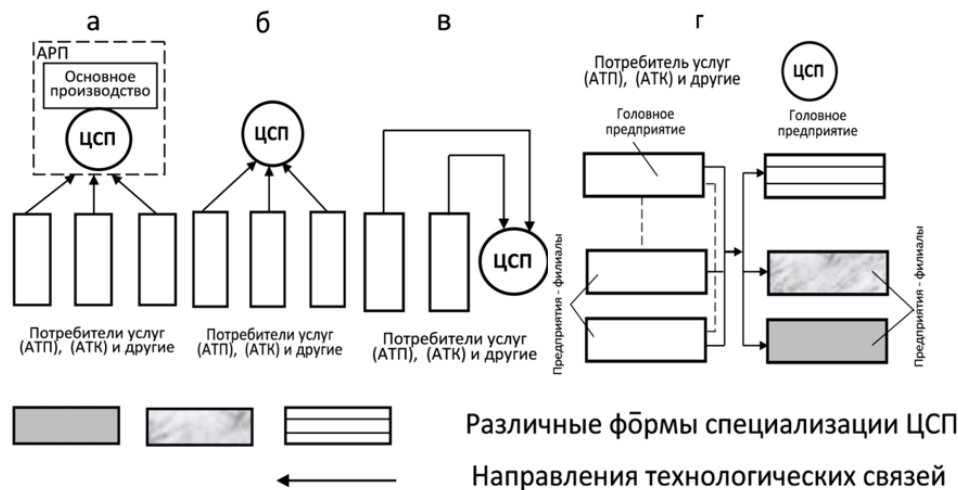 а
б
в
г
АРП
Основное
производство
ЦСП
Потребители услуг
(АТП), (АТК) и другие
ЦСП
Потребители услуг
(АТП), (АТК) и другие
ЦСП
Потребители услуг
(АТП), (АТК) и другие
Потребитель услуг
(АТП), (АТК) и другие
ЦСП
Головное
предприятие
Головное
предприятие
Предприятия - филиалы
Предприятия - филиалы
Различные формы специализации ЦСП
Направления технологических связей